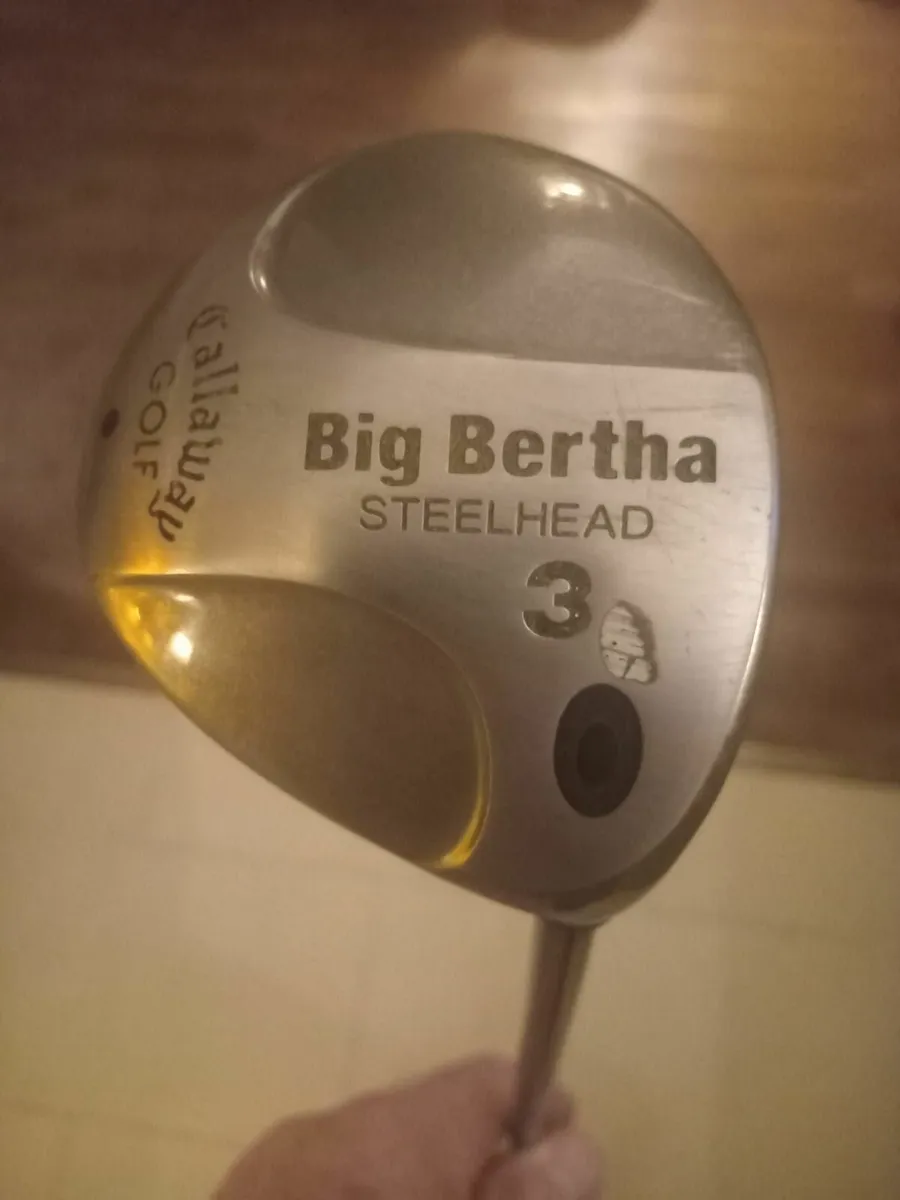 Callaway
GOLF
Big Bertha
STEELHEAD
3